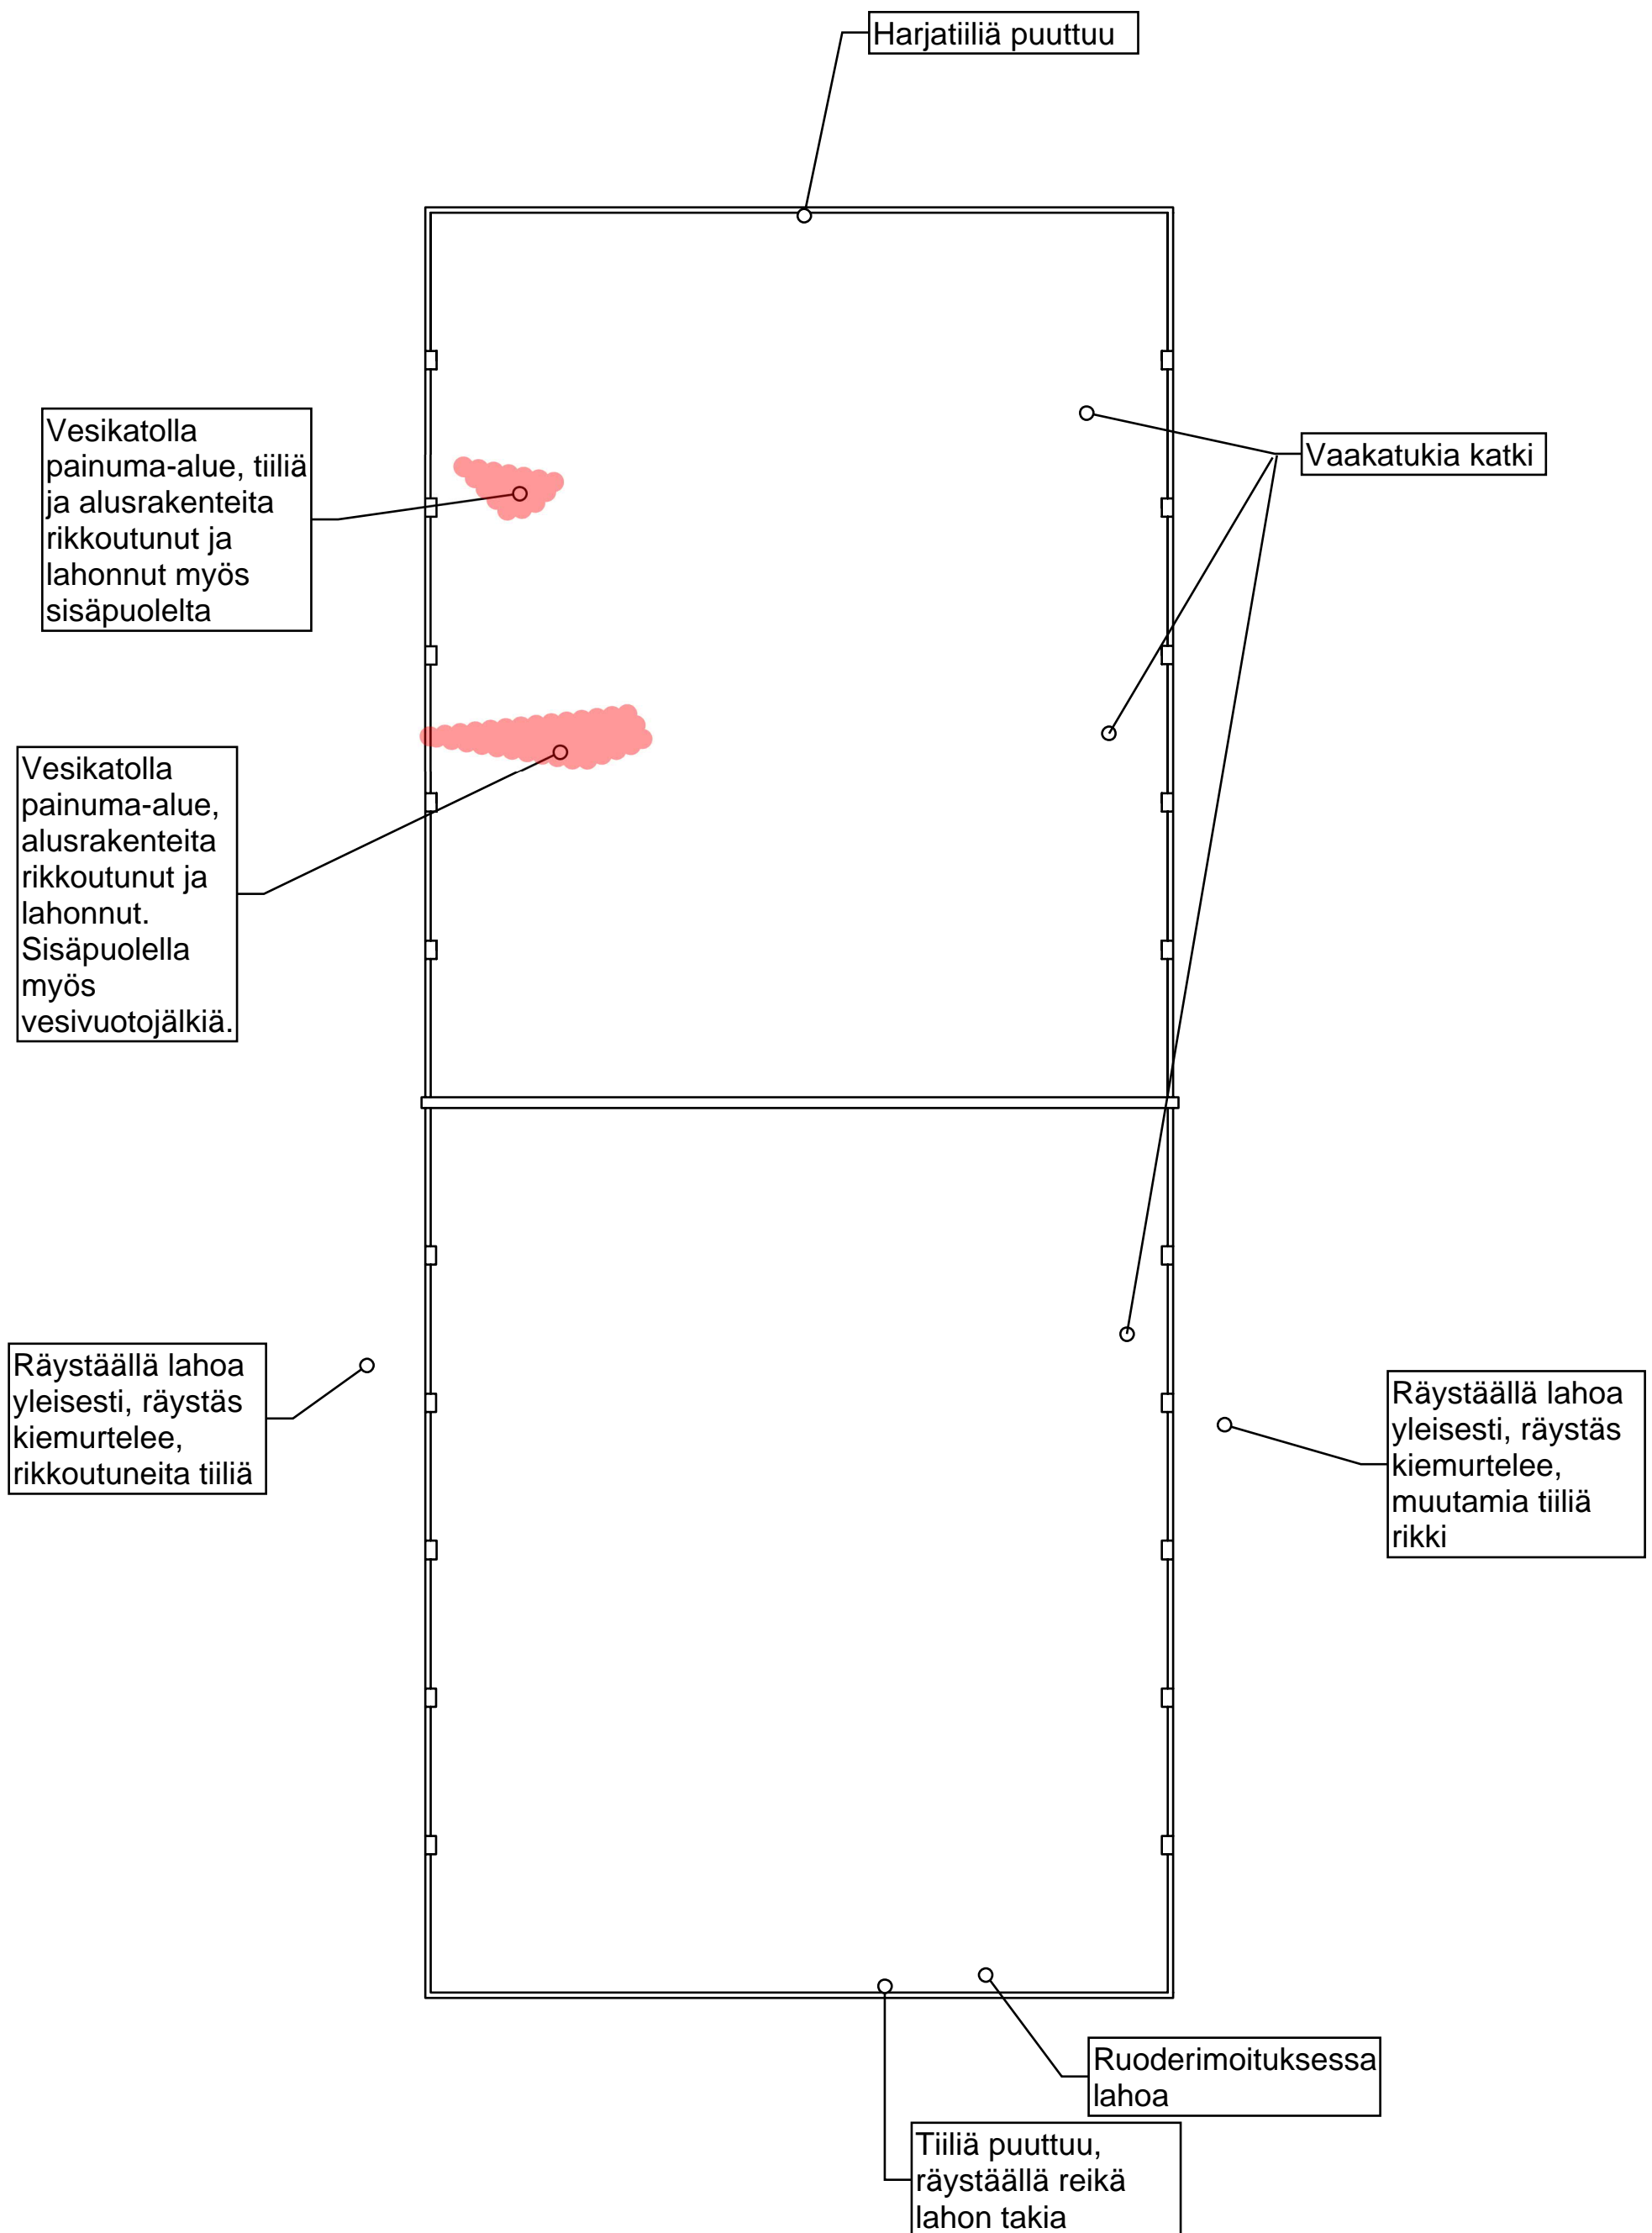 Harjatiiliä puuttuu
Vesikatolla
painuma-alue, tiiliä
ja alusrakenteita
rikkoutunut ja
lahonnut myös
sisäpuolelta
Vaakatukia katki
Vesikatolla
painuma-alue,
alusrakenteita
rikkoutunut ja
lahonnut.
Sisäpuolella
myös
vesivuotojälkiä.
Räystäällä lahoa
yleisesti, räystäs
kiemurtelee,
rikkoutuneita tiiliä
Räystäällä lahoa
yleisesti, räystäs
kiemurtelee,
muutamia tiiliä
rikki
Ruoderimoituksessa
lahoa
Tiiliä puuttuu,
räystäällä reikä
lahon takia